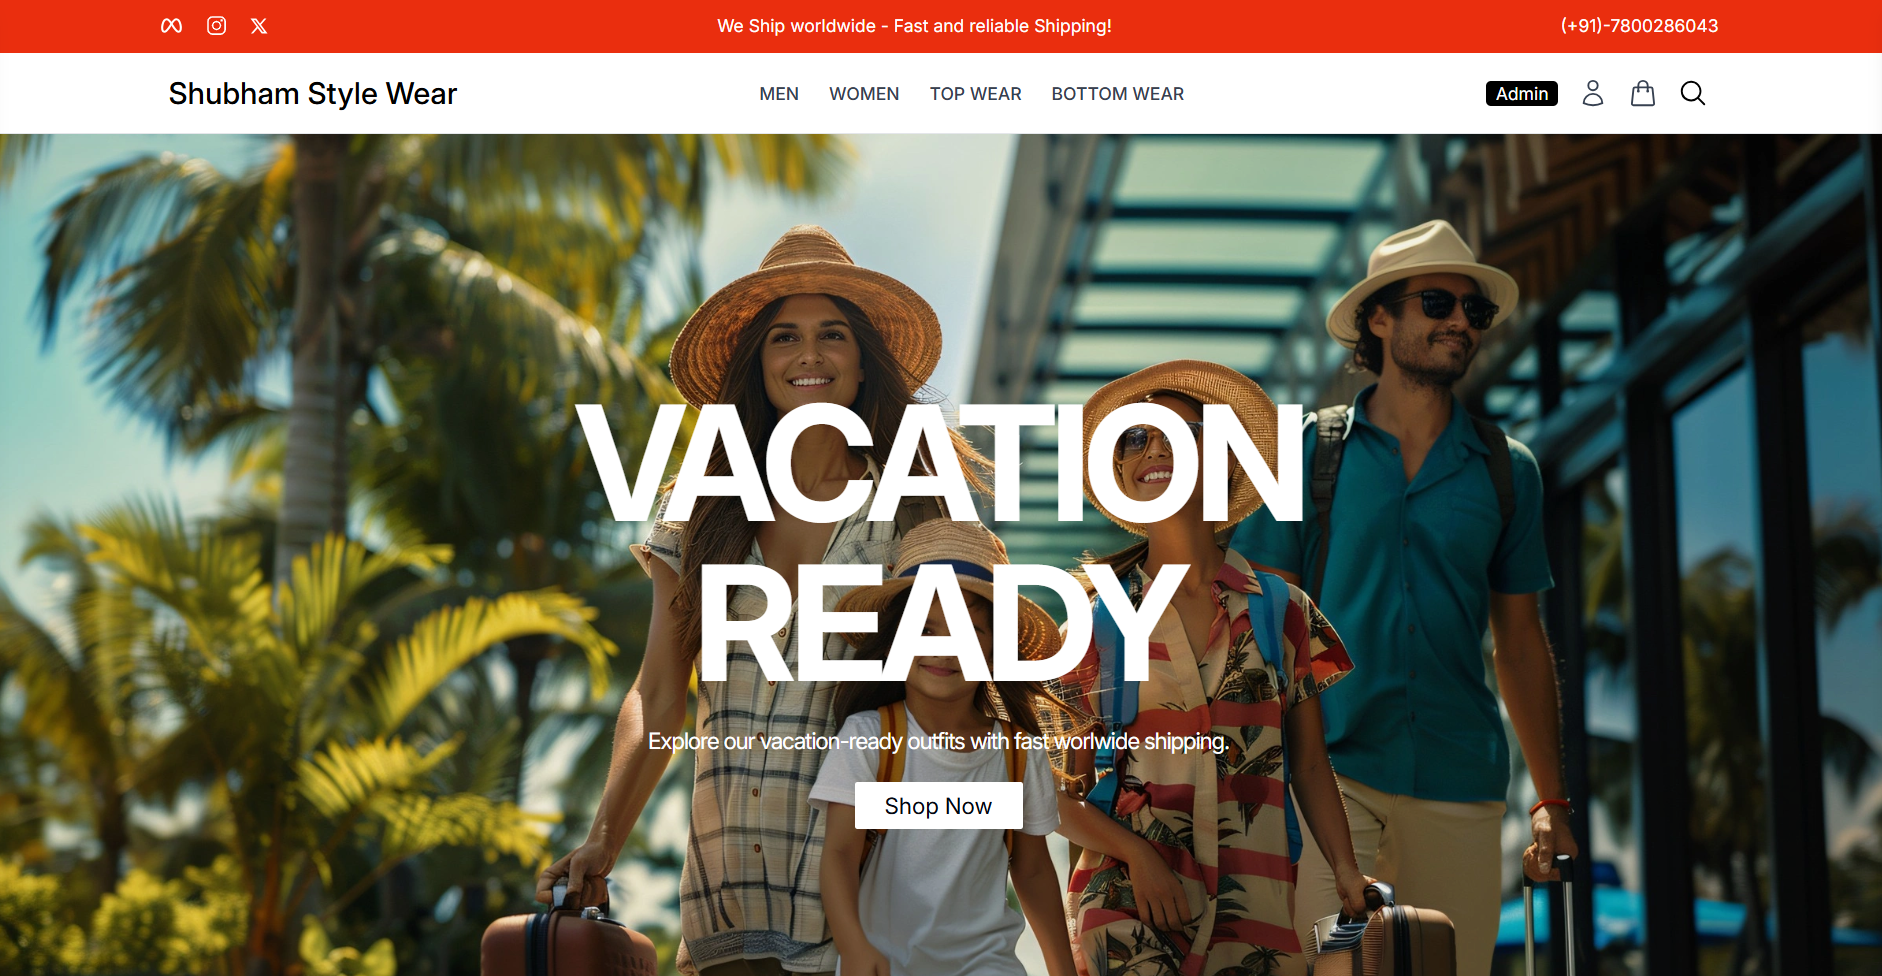 We Ship worldwide - Fast and reliable Shipping!
(+91)-7800286043
Shubham Style Wear
MEN
WOMEN
TOP WEAR
BOTTOM WEAR
Admin
VACATION
READY
Explore our vacation-ready outfits with fast worlwide shipping.
Shop Now